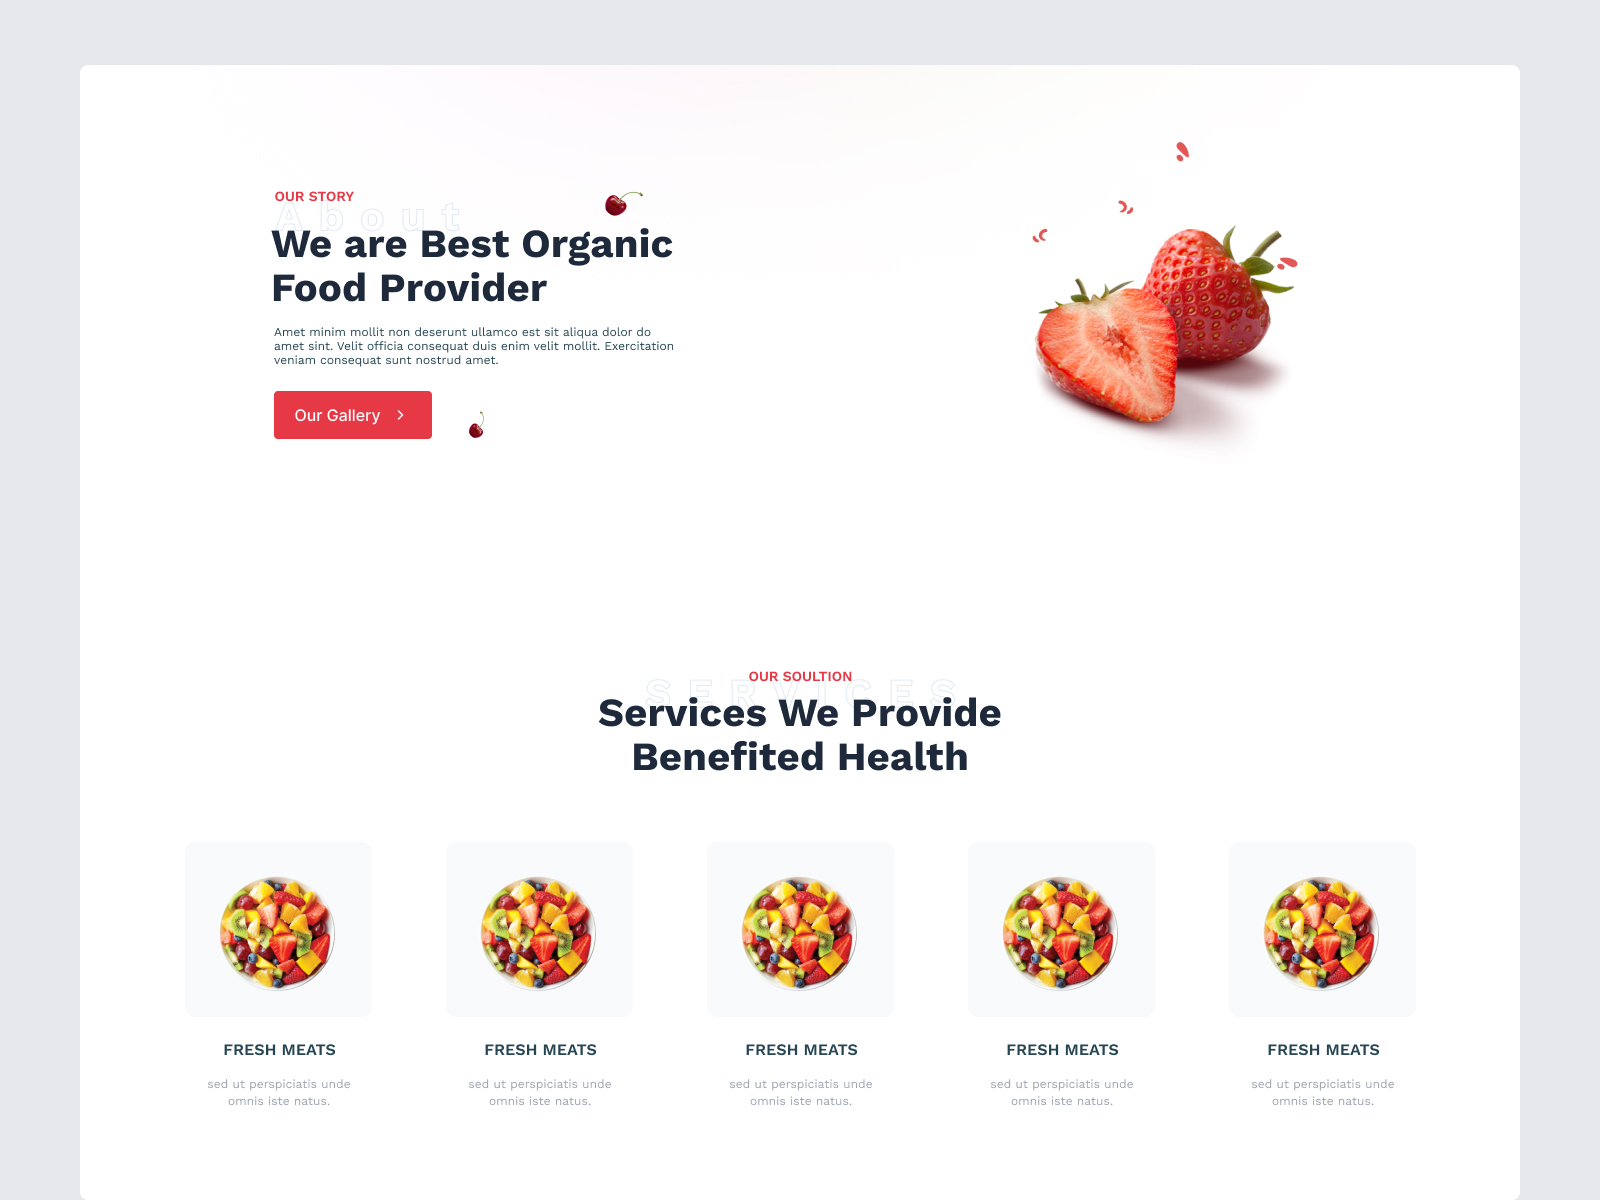 OUR STORY
About
We are Best Organic
Food Provider
Amet minim mollit non deserunt ullamco est sit aliqua dolor do
amet sint. Velit officia consequat duis enim velit mollit. Exercitation
veniam consequat sunt nostrud amet.
Our Gallery
OUR SOULTION
SERVICES
Services We Provide
Benefited Health
FRESH MEATS
sed ut perspiciatis unde
omnis iste natus.
FRESH MEATS
sed ut perspiciatis unde
omnis iste natus.
FRESH MEATS
sed ut perspiciatis unde
omnis iste natus.
FRESH MEATS
sed ut perspiciatis unde
omnis iste natus.
FRESH MEATS
sed ut perspiciatis unde
omnis iste natus.